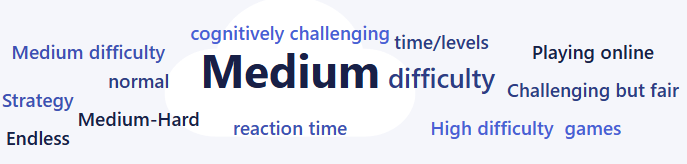 cognitively challenging
time/levels
Medium difficulty
Playing online
normal
Medium
difficulty
Challenging but fair
Strategy
Medium-Hard
reaction time
High difficulty games
Endless